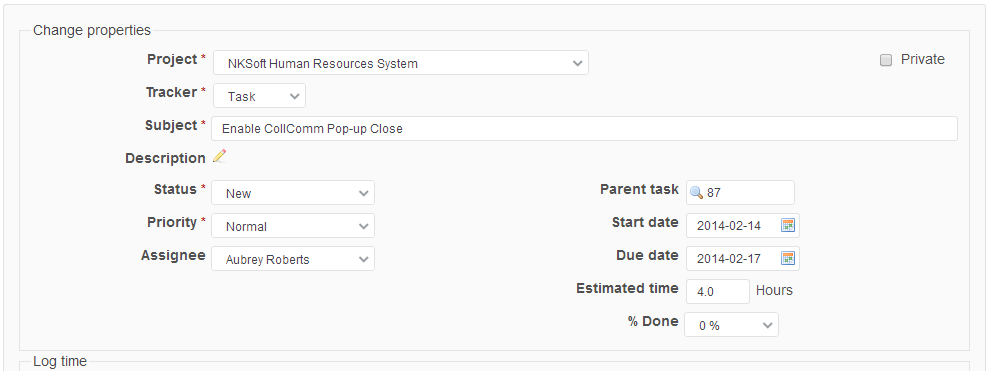 Change properties
Project * NKSoft Human Resources System Private
Tracker * Task
Subject * Enable CollComm Pop-up Close
Description
Status * New Parent task 87
Priority * Normal Start date 2014-02-14
Assignee Aubrey Roberts Due date 2014-02-17
Estimated time 4.0 Hours
% Done 0 %
Log time